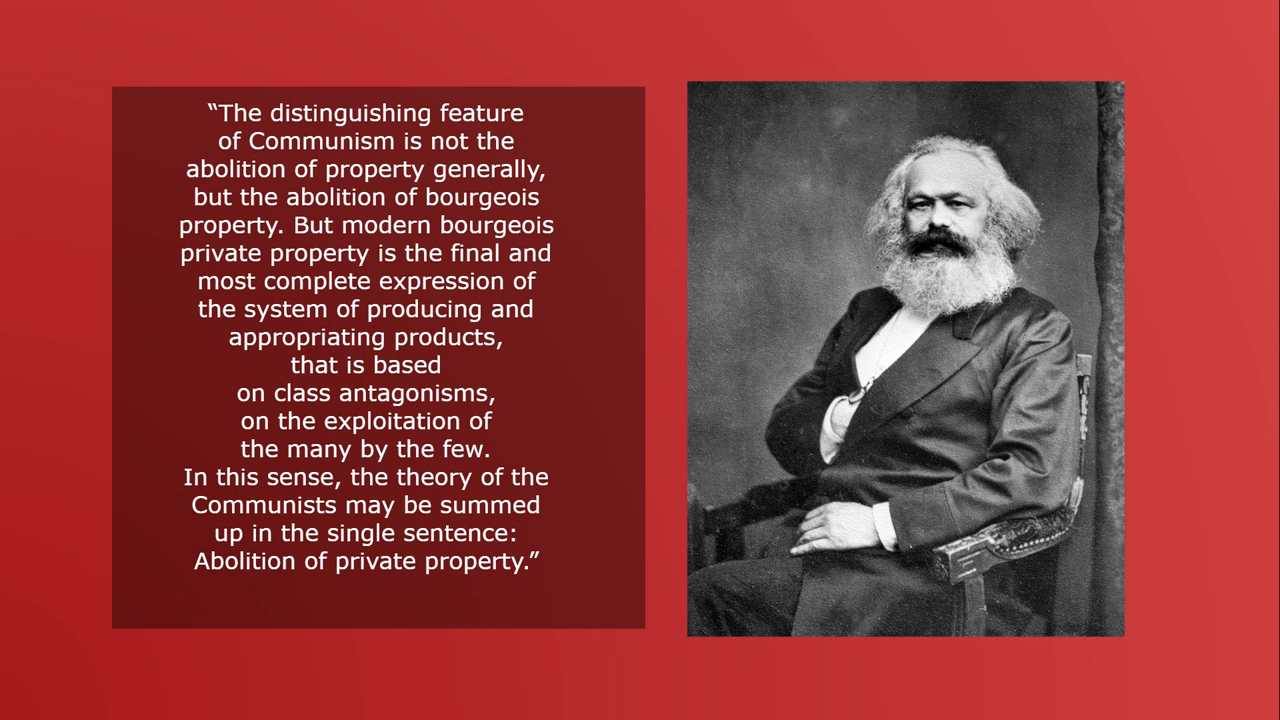 “The distinguishing feature
of Communism is not the
abolition of property generally,
but the abolition of bourgeois
property. But modern bourgeois
private property is the final and
most complete expression of
the system of producing and
appropriating products,
that is based
on class antagonisms,
on the exploitation of
the many by the few.
In this sense, the theory of the
Communists may be summed
up in the single sentence:
Abolition of private property.”